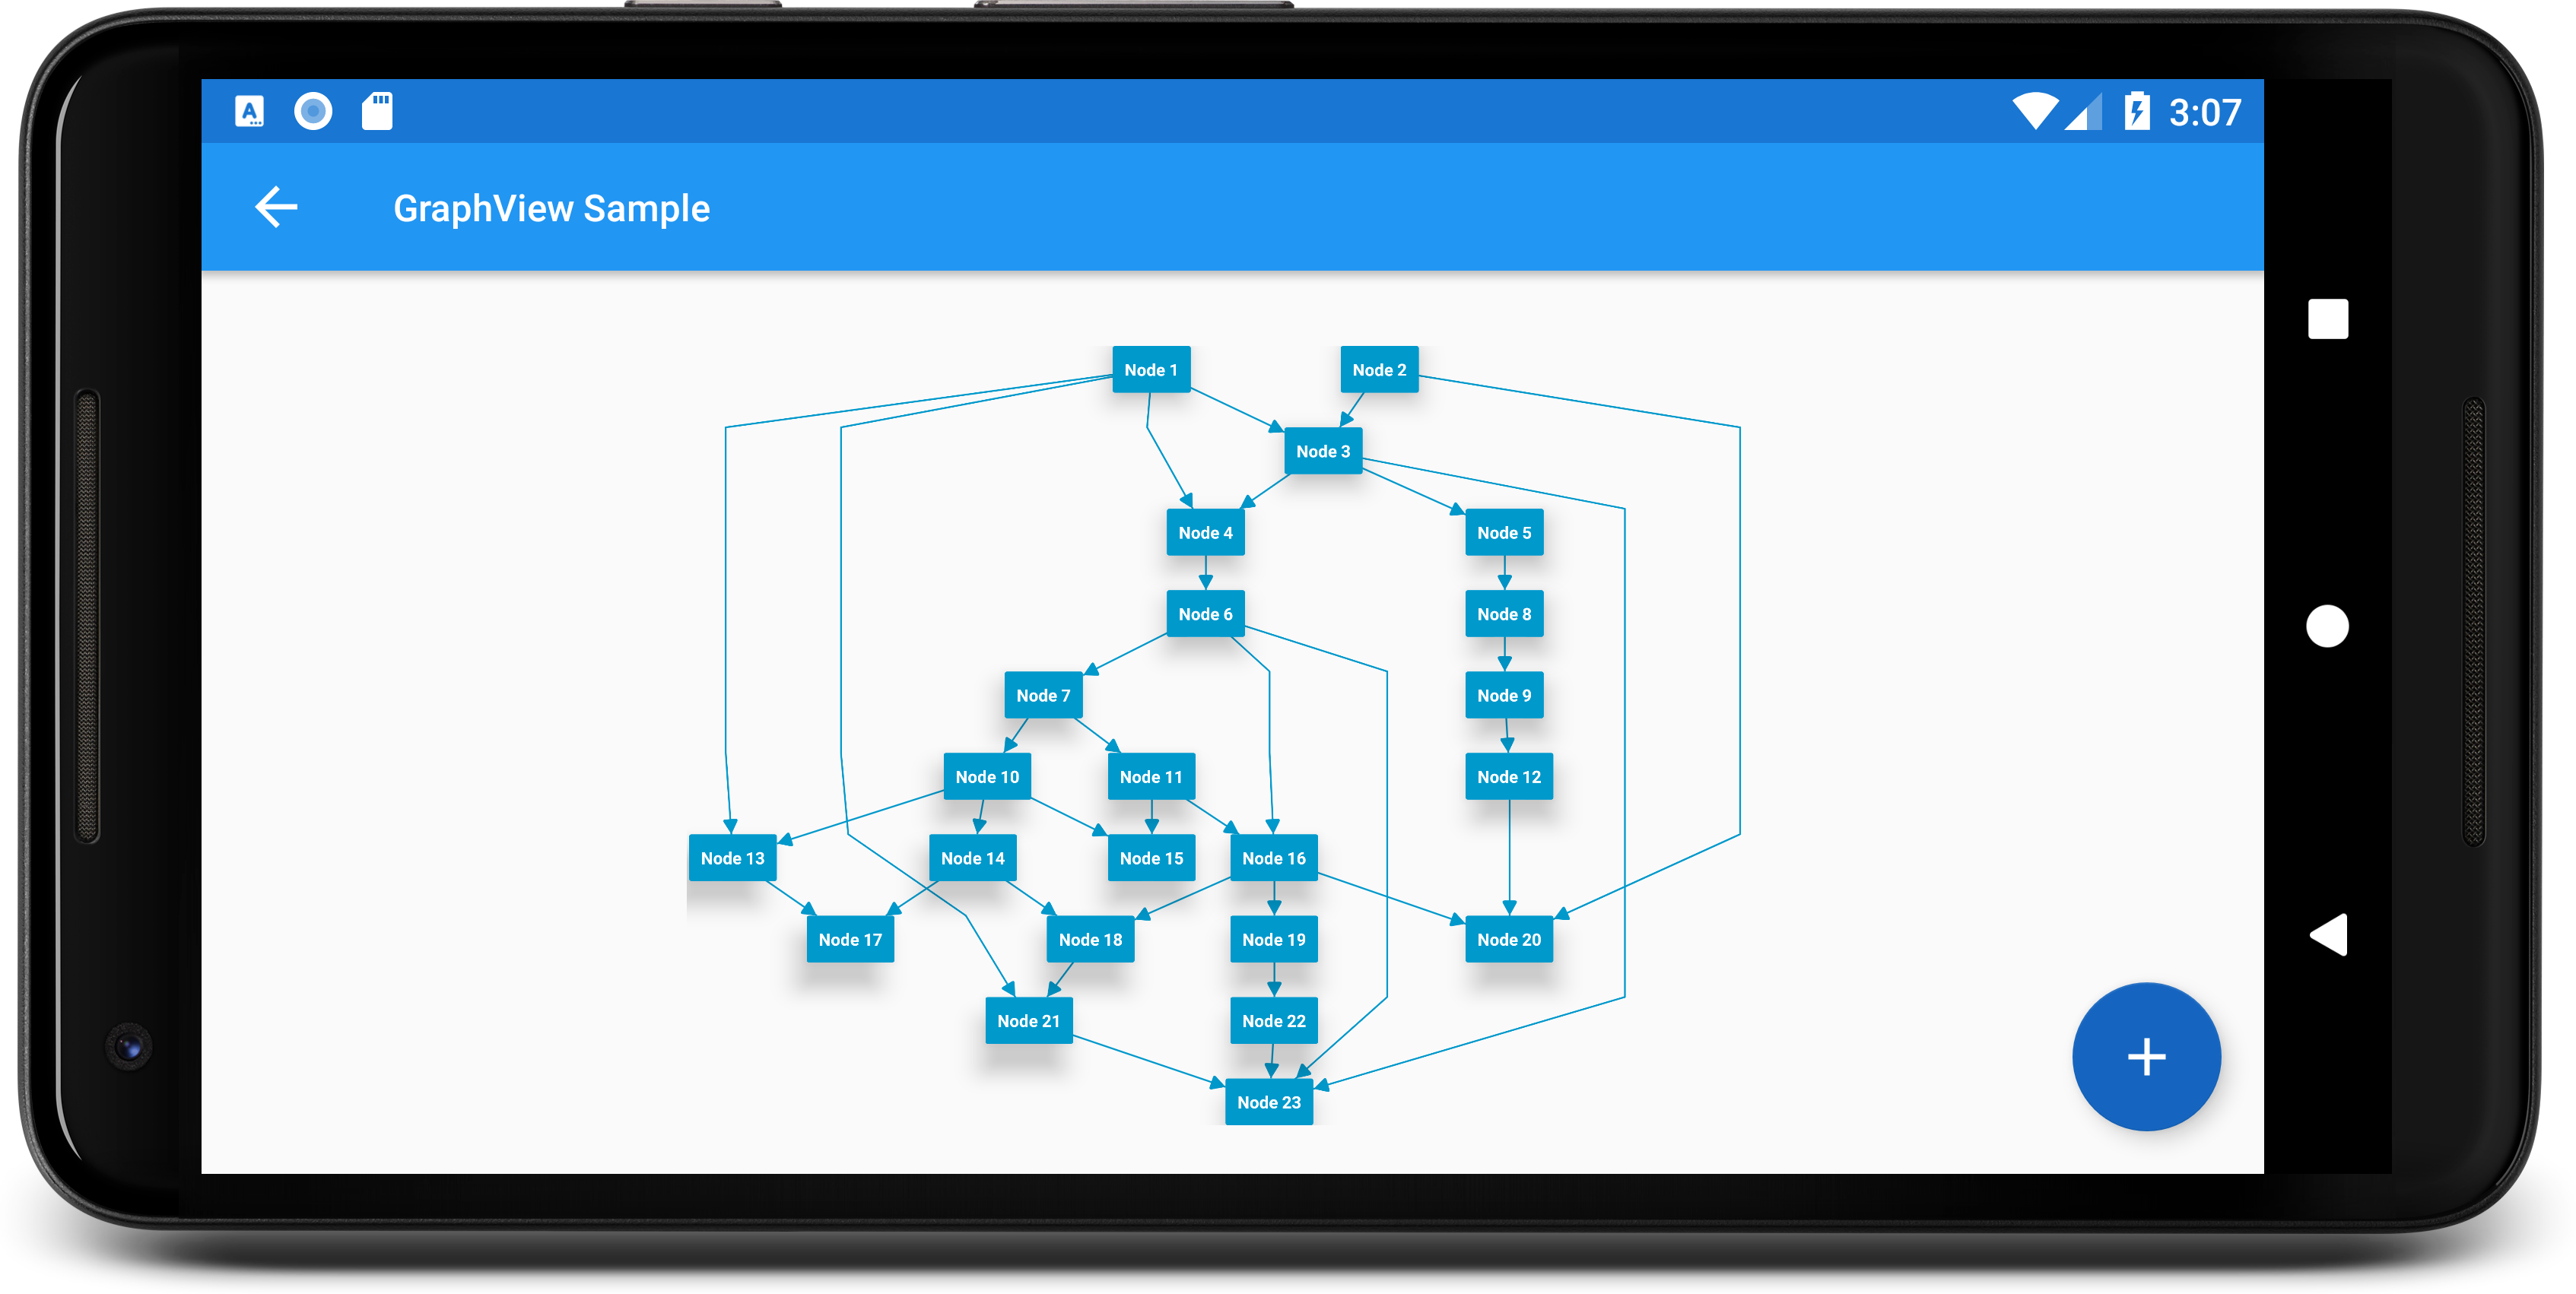 A
3:07
GraphView Sample
Node 1
Node 2
Node 3
Node 4
Node 5
Node 6
Node 8
Node 7
Node 9
Node 10
Node 11
Node 12
Node 13
Node 14
Node 15
Node 16
Node 17
Node 18
Node 19
Node 20
Node 21
Node 22
Node 23